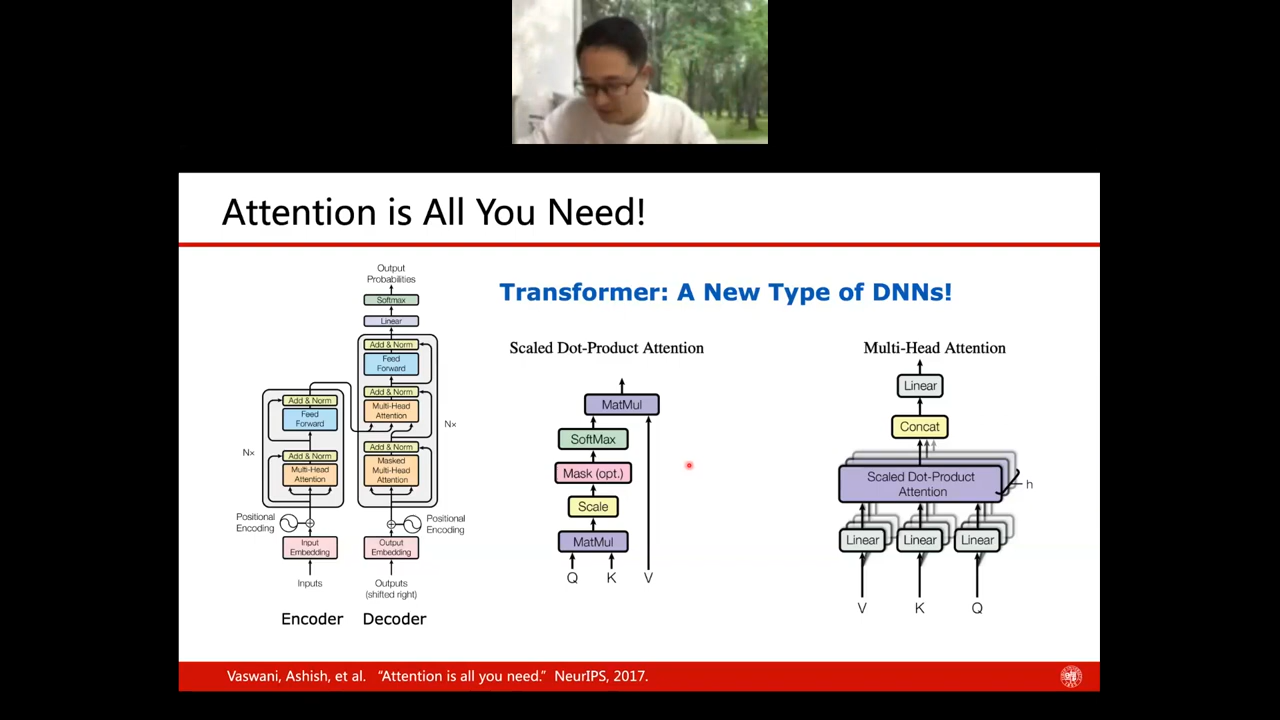 Attention is All You Need!
Transformer: A New Type of DNNs!
Output
Probabilities
Softmax
Linear
Add & Norm
Feed
Forward
Add & Norm
Multi-Head
Attention
Add & Norm
Masked
Multi-Head
Attention
Nx
Add & Norm
Feed
Forward
Add & Norm
Multi-Head
Attention
Nx
Positional
Encoding
Positional
Encoding
Input
Embedding
Output
Embedding
Inputs
Outputs
(shifted right)
Encoder
Decoder
Scaled Dot-Product Attention
MatMul
SoftMax
Mask (opt.)
Scale
MatMul
Q K V
Multi-Head Attention
Linear
Concat
Scaled Dot-Product
Attention
h
Linear Linear Linear
V K Q
Vaswani, Ashish, et al. “Attention is all you need.” NeurIPS, 2017.